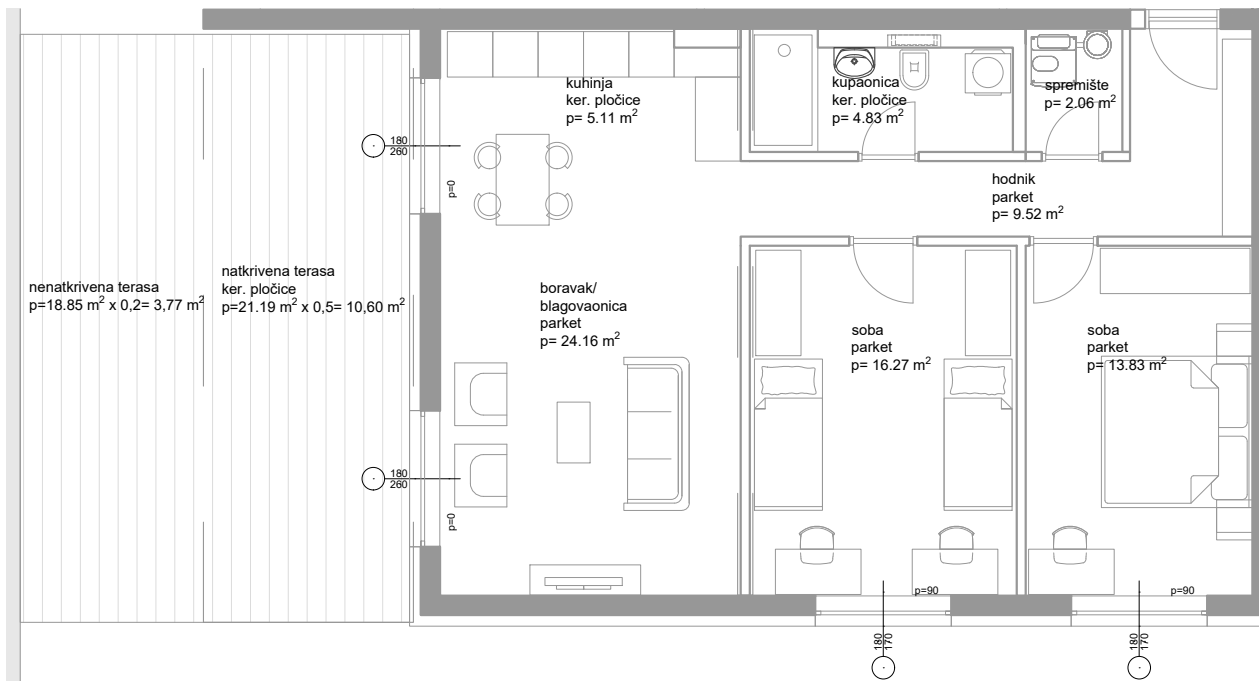 kuhinja
ker. pločice
p= 5.11 m²
kupaonica
ker. pločice
p= 4.83 m²
spremište
p= 2.06 m²
180
260
p=0
hodnik
parket
p= 9.52 m²
nenatkrivena terasa
p=18.85 m² x 0,2= 3,77 m²
natkrivena terasa
ker. pločice
p=21.19 m² x 0,5= 10,60 m²
boravak/
blagovaonica
parket
p= 24.16 m²
soba
parket
p= 16.27 m²
soba
parket
p= 13.83 m²
180
260
p=0
p=90
p=90
180
170
180
170